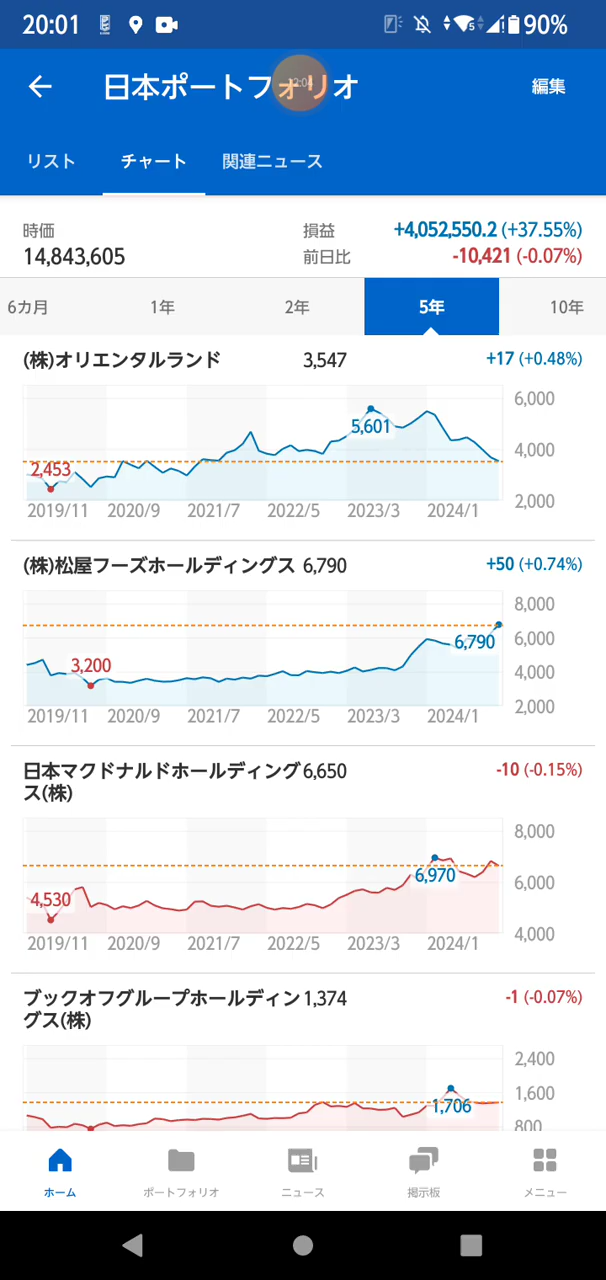 20:01
90%
日本ポートフォリオ
編集
リスト チャート 関連ニュース
時価 損益 +4,052,550.2 (+37.55%)
14,843,605 前日比 -10,421 (-0.07%)
6カ月 1年 2年 5年 10年
(株)オリエンタルランド 3,547 +17 (+0.48%)
6,000
5,601
4,000
2,453
2,000
2019/11 2020/9 2021/7 2022/5 2023/3 2024/1
(株)松屋フーズホールディングス 6,790 +50 (+0.74%)
8,000
6,790
6,000
3,200
4,000
2,000
2019/11 2020/9 2021/7 2022/5 2023/3 2024/1
日本マクドナルドホールディング 6,650 -10 (-0.15%)
ス(株)
8,000
6,970
6,000
4,530
4,000
2019/11 2020/9 2021/7 2022/5 2023/3 2024/1
ブックオフグループホールディン 1,374 -1 (-0.07%)
グス(株)
2,400
1,600
1,706
800
ホーム ポートフォリオ ニュース 掲示板 メニュー